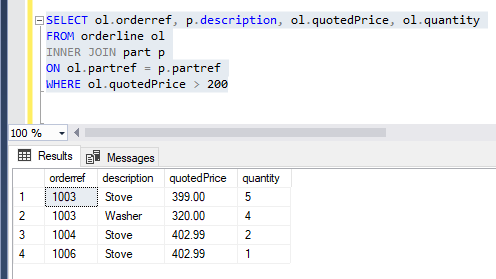 SELECT ol.orderref, p.description, ol.quotedPrice, ol.quantity
FROM orderline ol
INNER JOIN part p
ON ol.partref = p.partref
WHERE ol.quotedPrice > 200
100 %
Results Messages
orderref description quotedPrice quantity
1 1003 Stove 399.00 5
2 1003 Washer 320.00 4
3 1004 Stove 402.99 2
4 1006 Stove 402.99 1